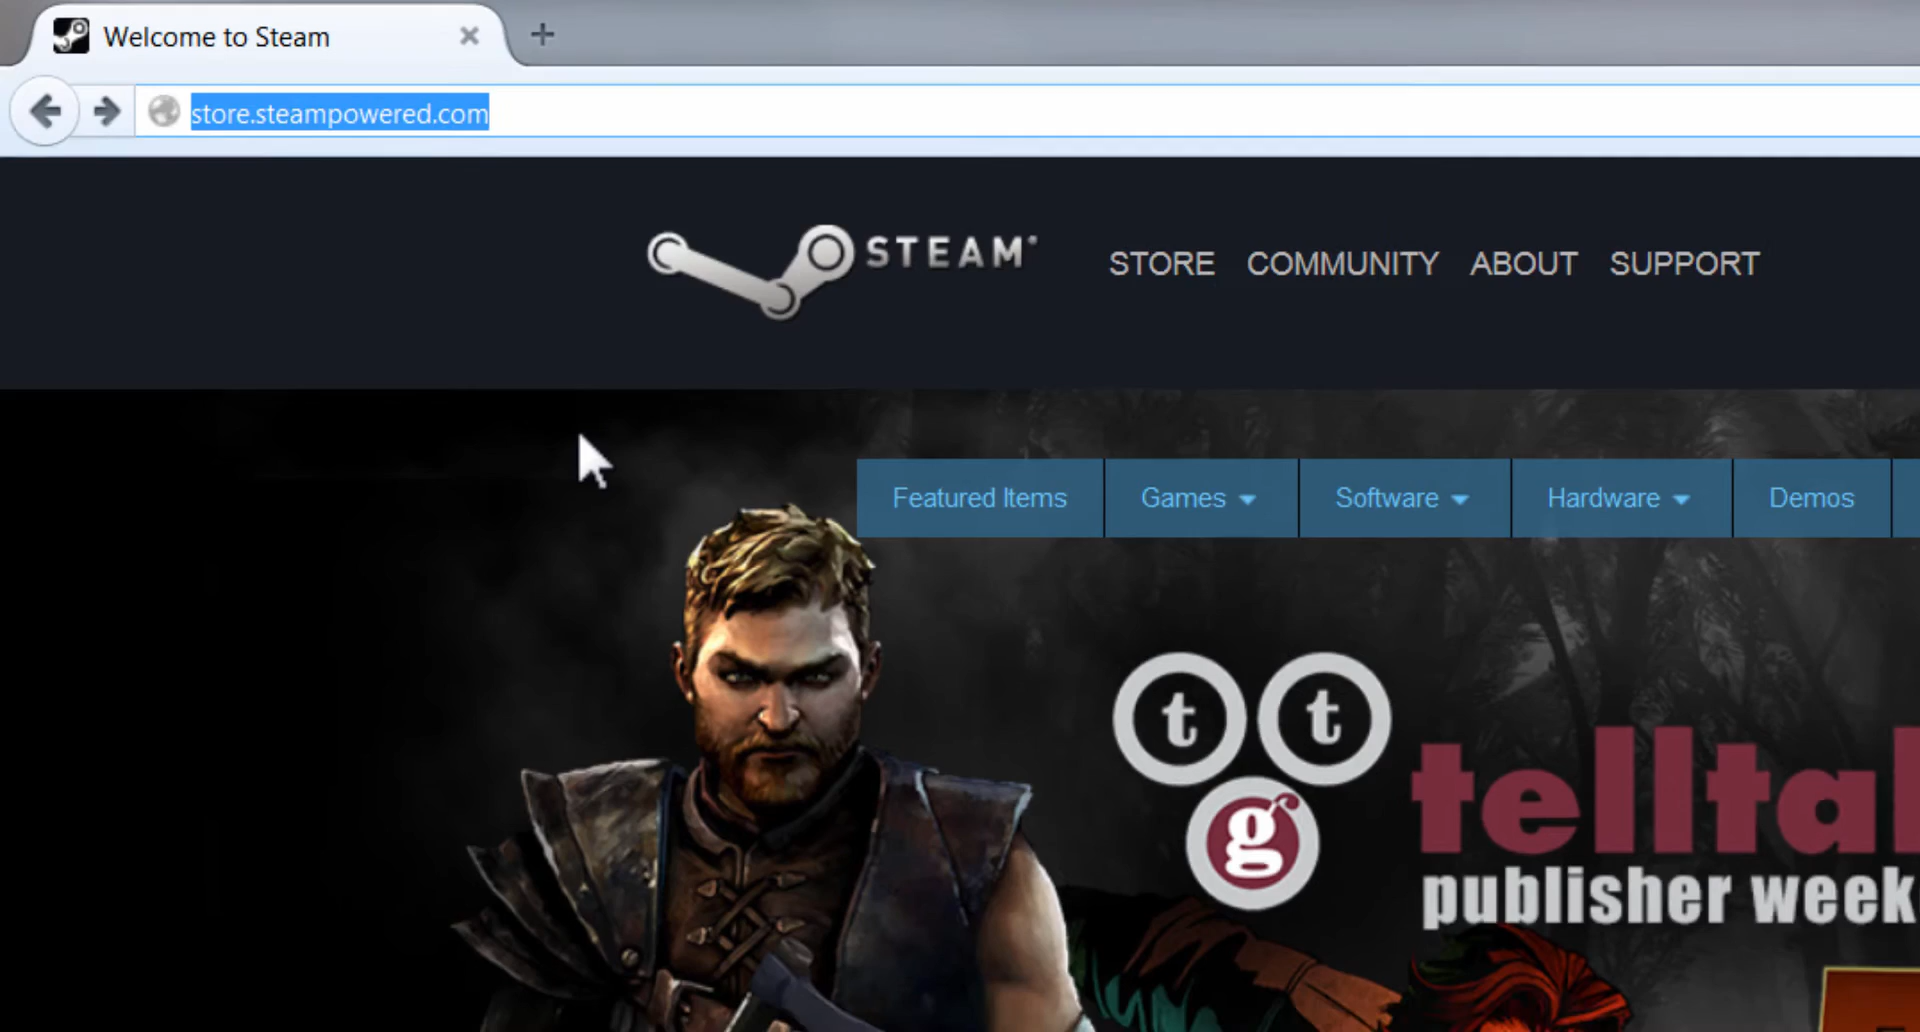 Welcome to Steam
store.steampowered.com
STEAM®
STORE COMMUNITY ABOUT SUPPORT
Featured Items Games Software Hardware Demos
t t
g
telltal
publisher week